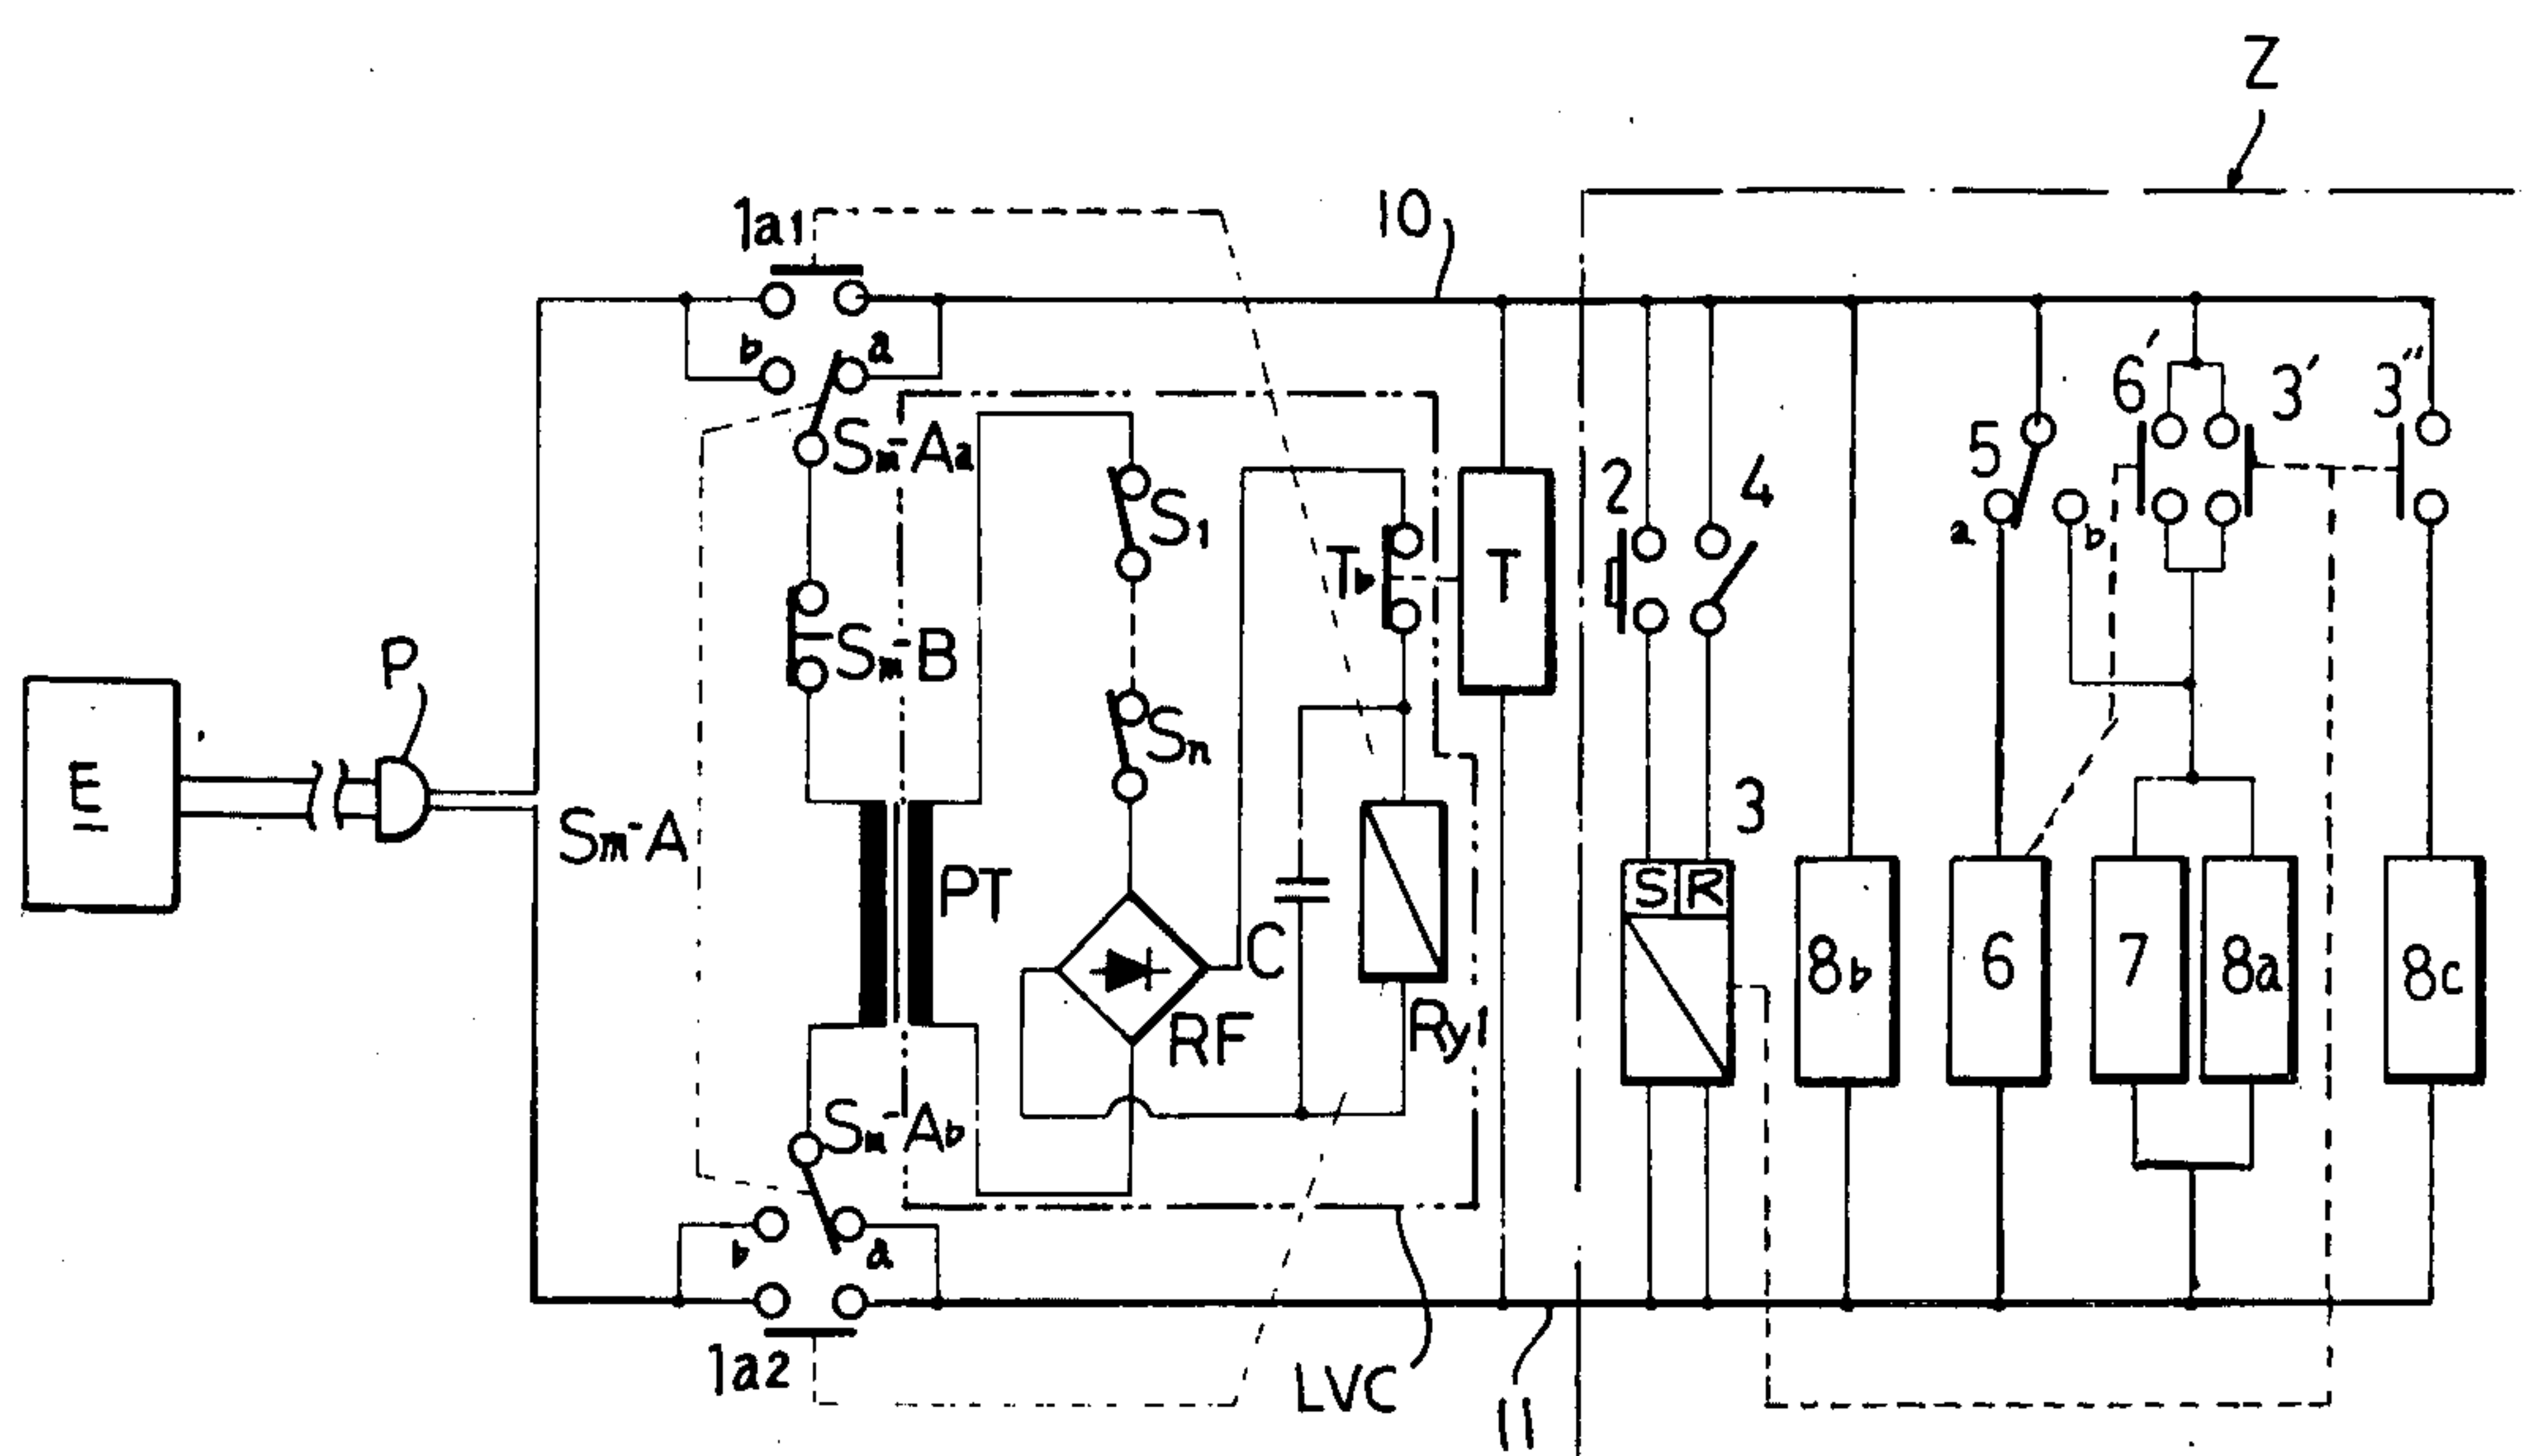 Z
10
1a1
b
a
6′
3′
3″
Sm-Aa
5
2
4
S1
a
b
Tb
T
Sm-B
P
Sn
E
3
Sm-A
PT
S
R
C
8b
6
7
8a
8c
RF
Ry1
Sm-Ab
b
a
1a2
LVC
11